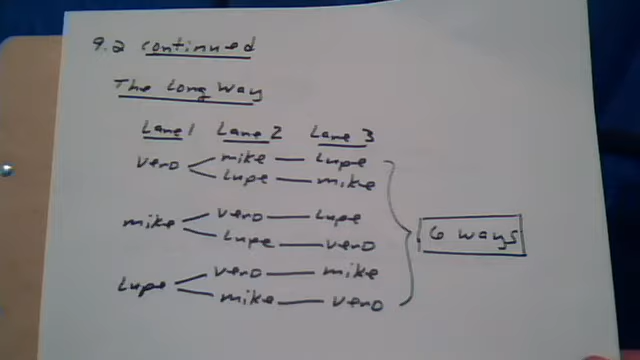 9.2 continued
The Long Way
Lane 1 Lane 2 Lane 3
Vero mike Lupe
Lupe mike
mike Vero Lupe
Lupe Vero
6 ways
Lupe Vero mike
mike Vero